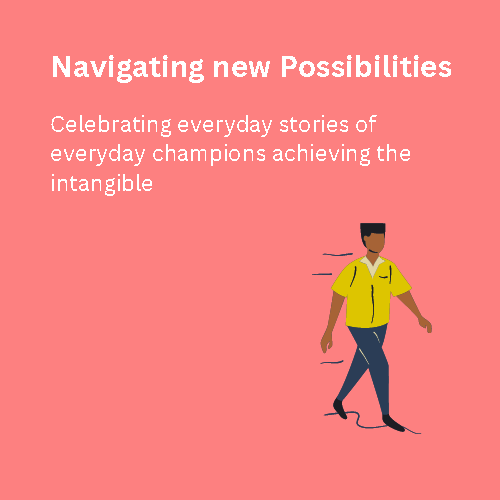 Navigating new Possibilities
Celebrating everyday stories of
everyday champions achieving the
intangible